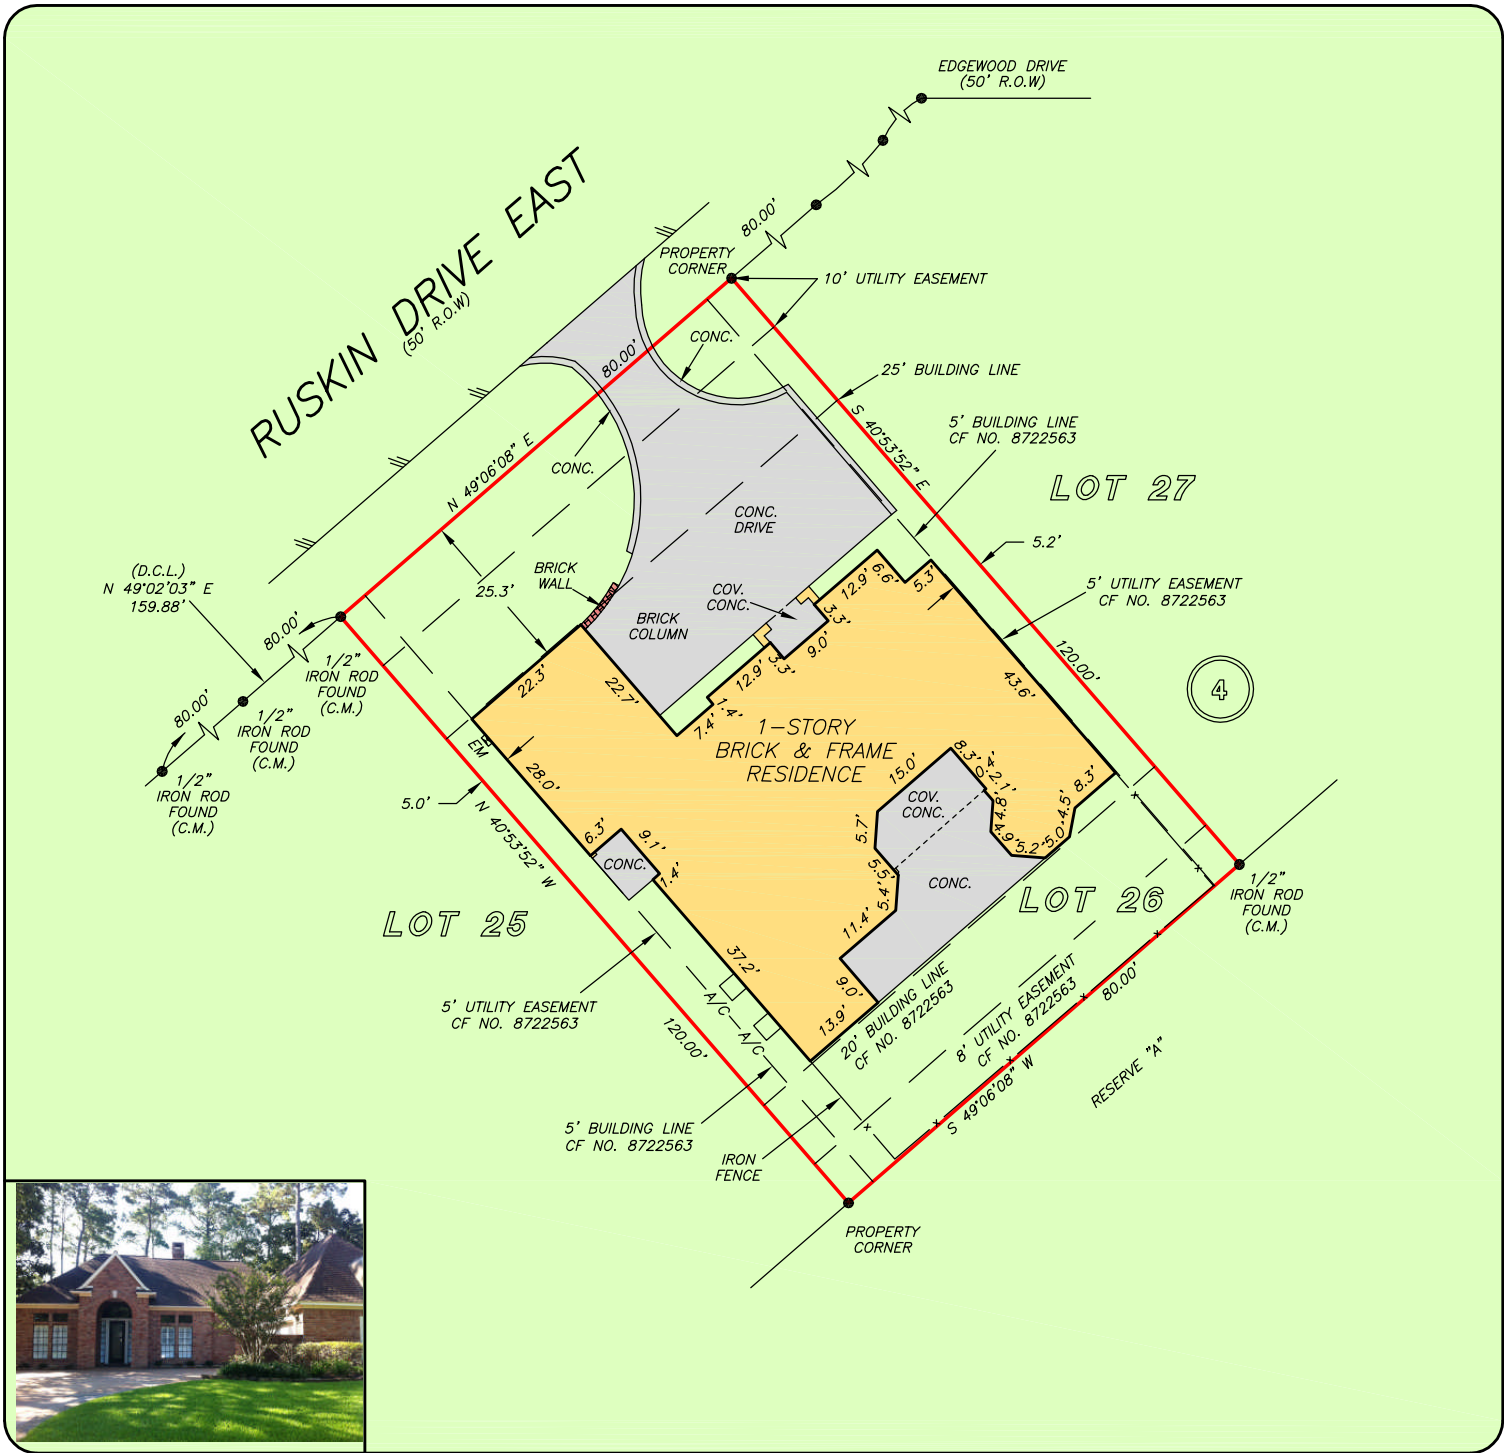 EDGEWOOD DRIVE
(50' R.O.W)
80.00'
RUSKIN DRIVE EAST
(50' R.O.W)
PROPERTY
CORNER
10' UTILITY EASEMENT
CONC.
80.00'
25' BUILDING LINE
S 40°53'52" E
5' BUILDING LINE
CF NO. 8722563
N 49°06'08" E
CONC.
LOT 27
CONC.
DRIVE
5.2'
(D.C.L.)
N 49°02'03" E
159.88'
BRICK
WALL
25.3'
COV.
CONC.
12.9'
6.6'
5.3'
5' UTILITY EASEMENT
CF NO. 8722563
BRICK
COLUMN
3.3'
9.0'
3.3'
80.00'
1/2"
IRON ROD
FOUND
(C.M.)
22.3'
22.7'
12.9'
1.4'
7.4'
43.6'
120.00'
4
80.00'
1/2"
IRON ROD
FOUND
(C.M.)
1-STORY
BRICK & FRAME
RESIDENCE
EM
1/2"
IRON ROD
FOUND
(C.M.)
28.0'
15.0'
8.3'
0.4'
2.1'
8.3'
COV.
CONC.
5.0'
N 40°53'52" W
6.3'
9.1'
5.7'
4.8'
4.9'
5.2'
5.0'
4.5'
CONC.
1.4'
5.5'
5.4'
CONC.
LOT 26
1/2"
IRON ROD
FOUND
(C.M.)
LOT 25
11.4'
37.2'
9.0'
13.9'
20' BUILDING LINE
CF NO. 8722563
8' UTILITY EASEMENT
CF NO. 8722563
80.00'
5' UTILITY EASEMENT
CF NO. 8722563
A/C
A/C
120.00'
S 49°06'08" W
RESERVE "A"
5' BUILDING LINE
CF NO. 8722563
IRON
FENCE
PROPERTY
CORNER